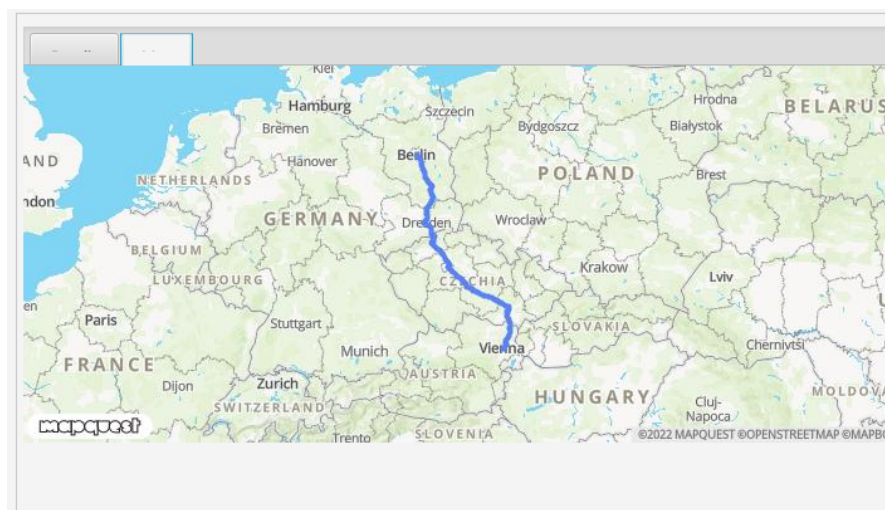 Kiel
Hamburg
Szczecin
Hrodna
BELARUS
Bremen
Bydgoszcz
Białystok
AND
Hanover
Berlin
NETHERLANDS
POLAND
Brest
ndon
GERMANY
Dresden
Wroclaw
BELGIUM
LUXEMBOURG
CZECHIA
Krakow
Lviv
en
Paris
Stuttgart
SLOVAKIA
Munich
Vienna
Chernivtsi
FRANCE
Dijon
Zurich
AUSTRIA
HUNGARY
MOLDOVA
SWITZERLAND
Cluj-
Napoca
mapquest
Trento
SLOVENIA
©2022 MAPQUEST ©OPENSTREETMAP ©MAPBO